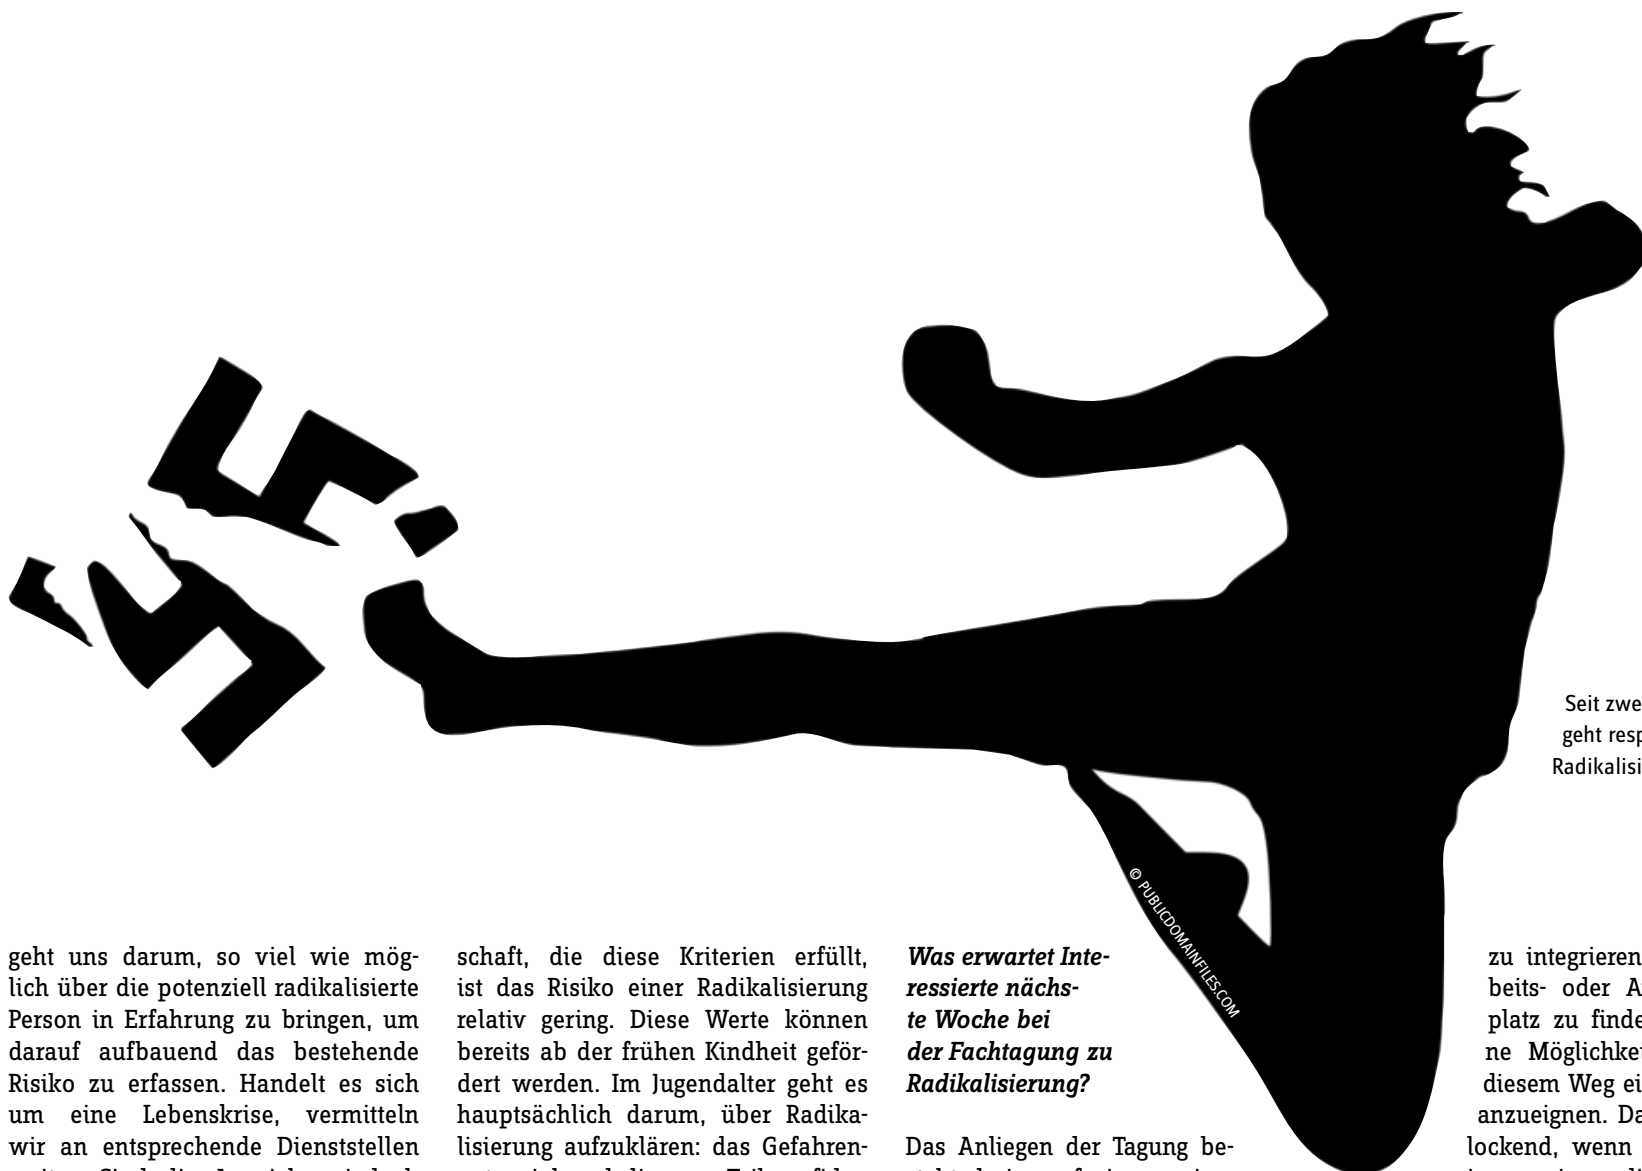 Seit zwe
geht resp
Radikalisi
© PUBLICDOMAINFILES.COM
geht uns darum, so viel wie mög-
lich über die potenziell radikalisierte
Person in Erfahrung zu bringen, um
darauf aufbauend das bestehende
Risiko zu erfassen. Handelt es sich
um eine Lebenskrise, vermitteln
wir an entsprechende Dienststellen
schaft, die diese Kriterien erfüllt,
ist das Risiko einer Radikalisierung
relativ gering. Diese Werte können
bereits ab der frühen Kindheit geför-
dert werden. Im Jugendalter geht es
hauptsächlich darum, über Radika-
lisierung aufzuklären: das Gefahren-
Was erwartet Inte-
ressierte nächs-
te Woche bei
der Fachtagung zu
Radikalisierung?
Das Anliegen der Tagung be-
zu integrieren
beits- oder A
platz zu finde
ne Möglichke
diesem Weg ei
anzueignen. Da
lockend, wenn